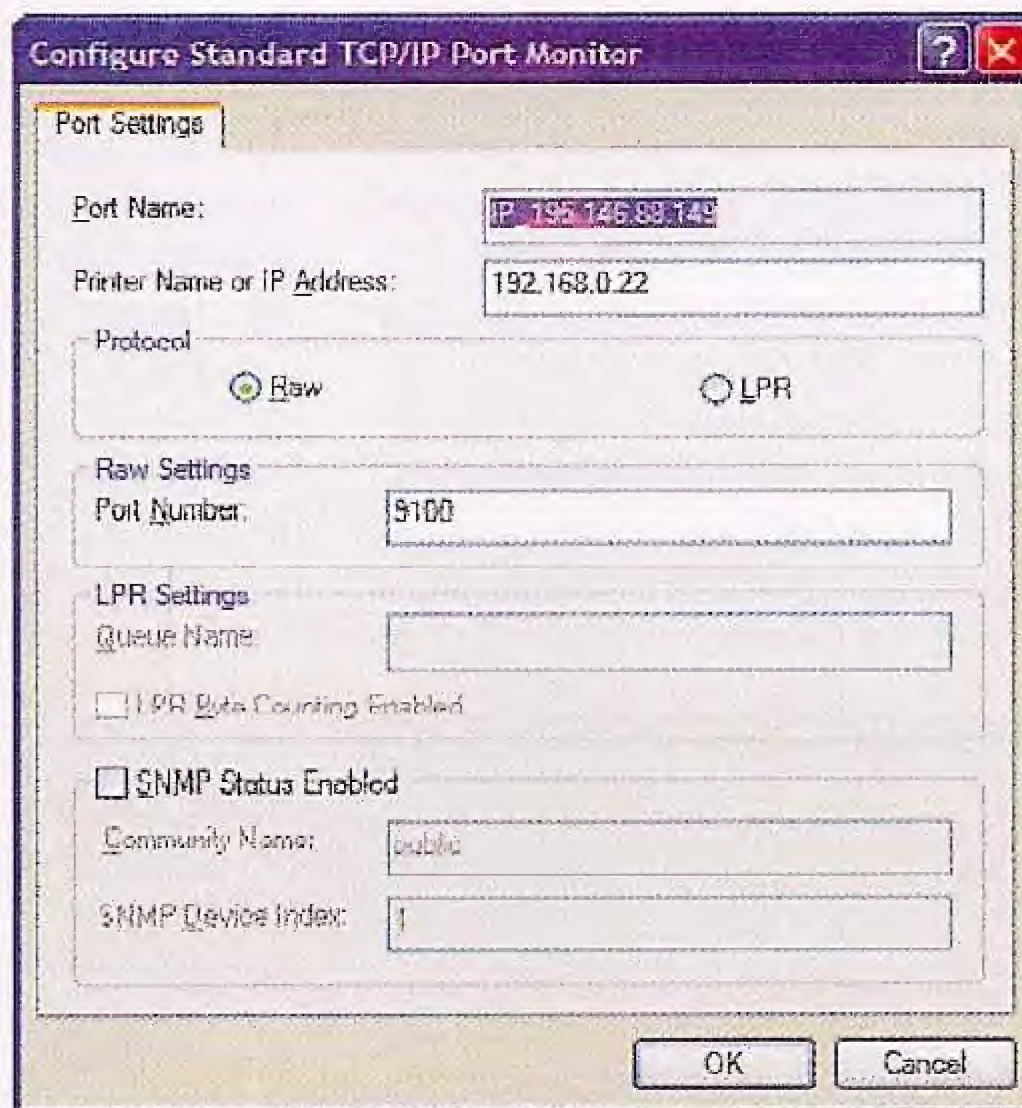 Configure Standard TCP/IP Port Monitor
Port Settings
Port Name:
IP_195.146.88.149
Printer Name or IP Address:
192.168.0.22
Protocol
Raw
LPR
Raw Settings
Port Number:
9100
LPR Settings
Queue Name:
LPR Byte Counting Enabled
SNMP Status Enabled
Community Name:
public
SNMP Device Index:
1
OK
Cancel